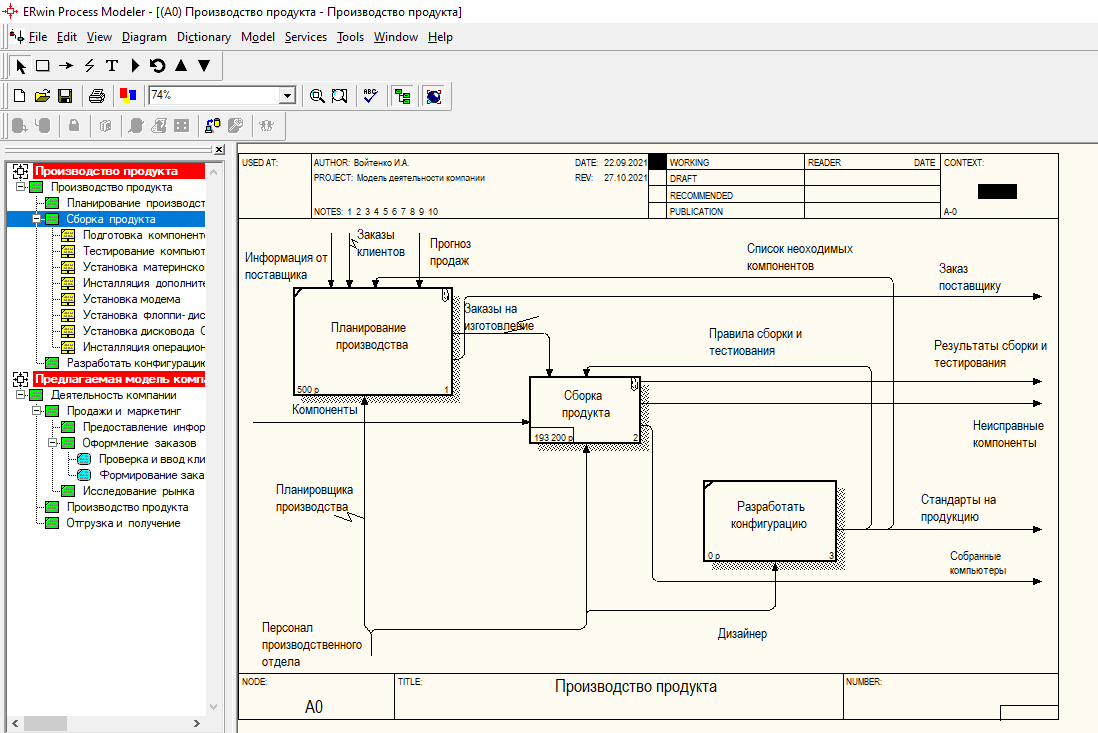 ERwin Process Modeler - [(A0) Производство продукта - Производство продукта]
File Edit View Diagram Dictionary Model Services Tools Window Help
T
74%
ABC
Производство продукта
Производство продукта
Планирование производст
Сборка продукта
Подготовка компонент
Тестирование компьют
Установка материнско
Инсталляция дополните
Установка модема
Установка флоппи-дис
Установка дисковода C
Инсталляция операцион
Разработать конфигурацию
Предлагаемая модель комп
Деятельность компании
Продажи и маркетинг
Предоставление инфор
Оформление заказов
Проверка и ввод кли
Формирование зака
Исследование рынка
Производство продукта
Отгрузка и получение
USED AT:
AUTHOR: Войтенко И.А.
DATE: 22.09.2021
PROJECT: Модель деятельности компании
REV: 27.10.2021
NOTES: 1 2 3 4 5 6 7 8 9 10
WORKING
DRAFT
RECOMMENDED
PUBLICATION
READER DATE
CONTEXT:
A-0
Информация от
поставщика
Заказы
клиентов
Прогноз
продаж
Список неоходимых
компонентов
Заказ
поставщику
Планирование
производства
500 р 1
Заказы на
изготовление
Правила сборки и
тестиования
Результаты сборки и
тестирования
Компоненты
Сборка
продукта
193 200 р 2
Неисправные
компоненты
Планировщика
производства
Разработать
конфигурацию
0 р 3
Стандарты на
продукцию
Собранные
компьютеры
Персонал
производственного
отдела
Дизайнер
NODE:
A0
TITLE:
Производство продукта
NUMBER: